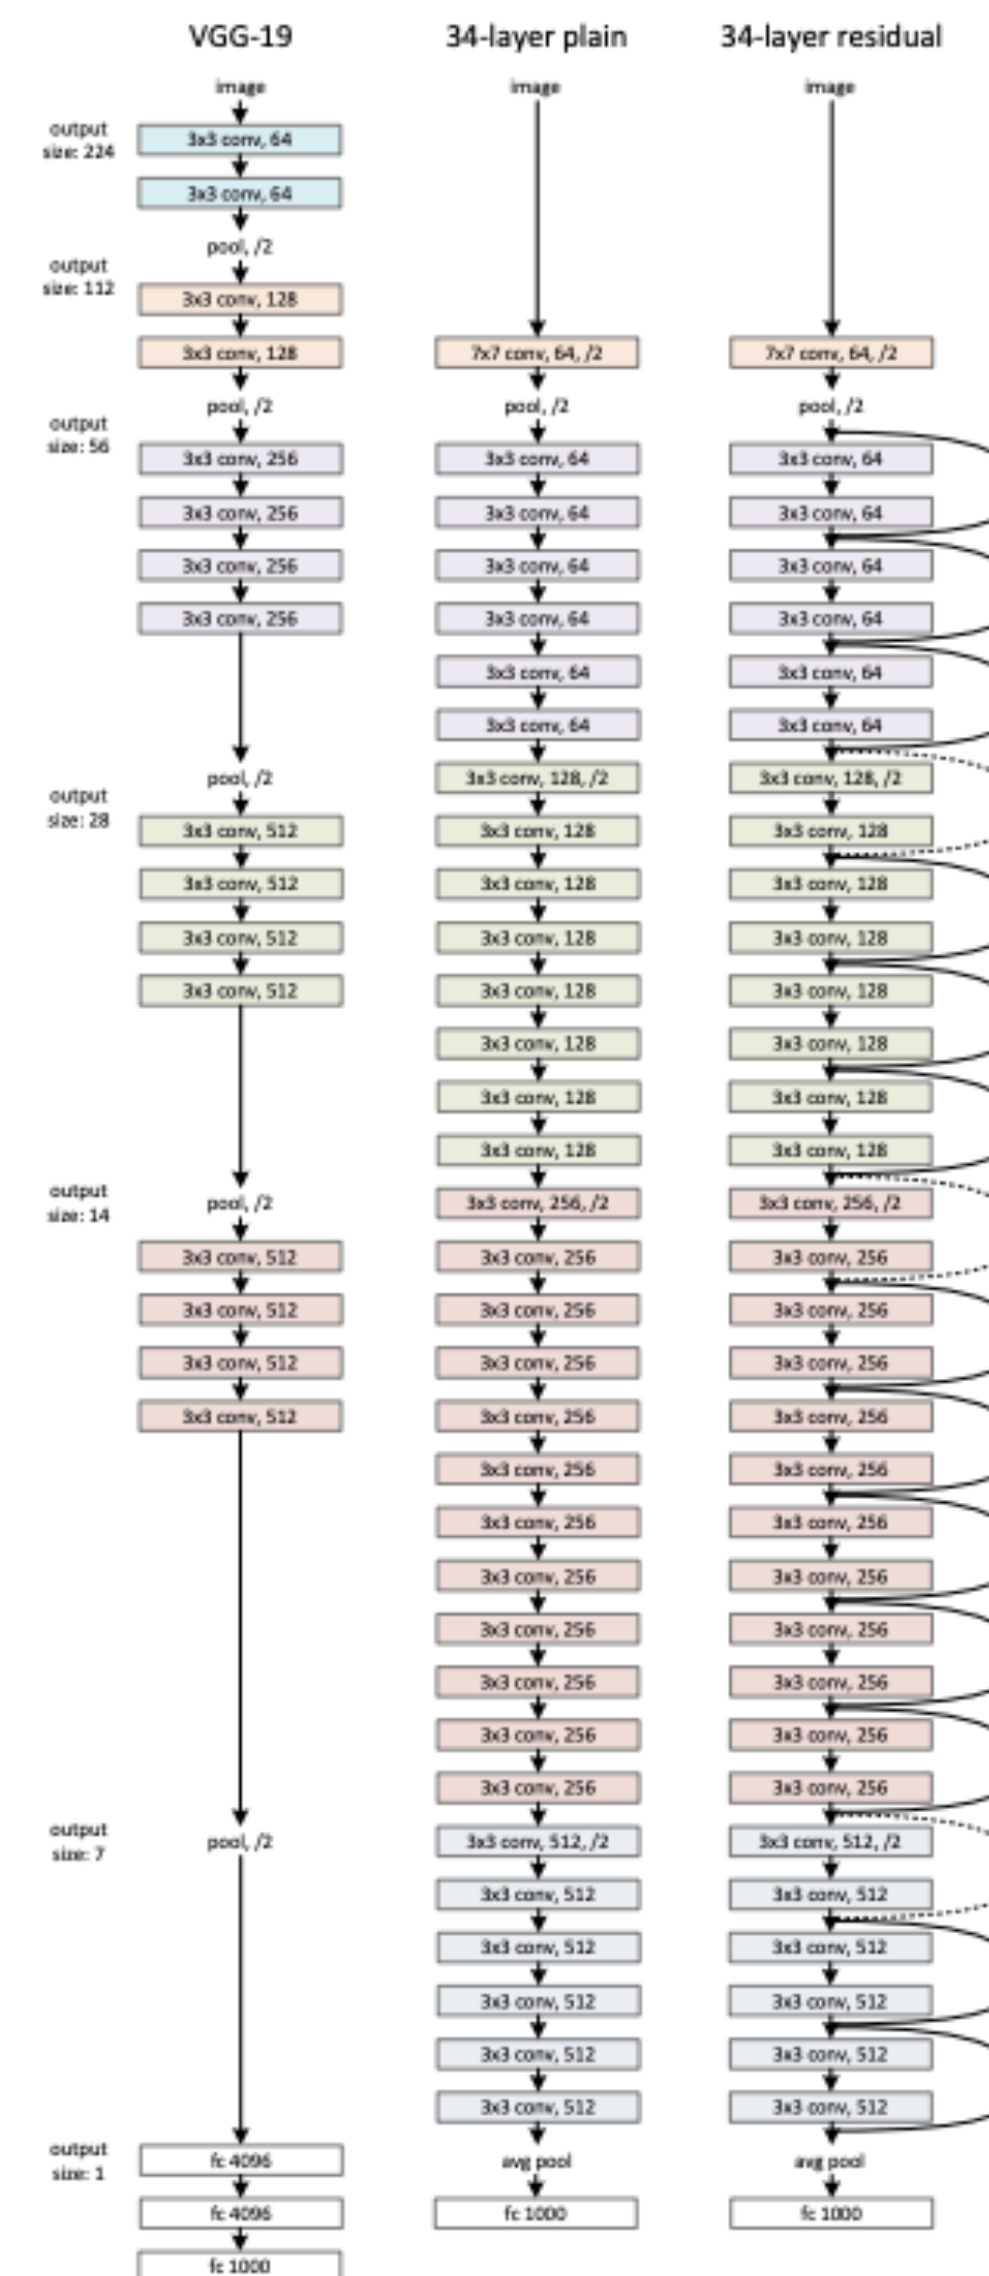 VGG-19
image
output
size: 224
3x3 conv, 64
3x3 conv, 64
pool, /2
output
size: 112
3x3 conv, 128
3x3 conv, 128
pool, /2
output
size: 56
3x3 conv, 256
3x3 conv, 256
3x3 conv, 256
3x3 conv, 256
pool, /2
output
size: 28
3x3 conv, 512
3x3 conv, 512
3x3 conv, 512
3x3 conv, 512
output
size: 14
pool, /2
3x3 conv, 512
3x3 conv, 512
3x3 conv, 512
3x3 conv, 512
output
size: 7
pool, /2
output
size: 1
fc 4096
fc 4096
fc 1000
34-layer plain
image
7x7 conv, 64, /2
pool, /2
3x3 conv, 64
3x3 conv, 64
3x3 conv, 64
3x3 conv, 64
3x3 conv, 64
3x3 conv, 64
3x3 conv, 128, /2
3x3 conv, 128
3x3 conv, 128
3x3 conv, 128
3x3 conv, 128
3x3 conv, 128
3x3 conv, 128
3x3 conv, 128
3x3 conv, 256, /2
3x3 conv, 256
3x3 conv, 256
3x3 conv, 256
3x3 conv, 256
3x3 conv, 256
3x3 conv, 256
3x3 conv, 256
3x3 conv, 256
3x3 conv, 256
3x3 conv, 256
3x3 conv, 256
3x3 conv, 512, /2
3x3 conv, 512
3x3 conv, 512
3x3 conv, 512
3x3 conv, 512
3x3 conv, 512
avg pool
fc 1000
34-layer residual
image
7x7 conv, 64, /2
pool, /2
3x3 conv, 64
3x3 conv, 64
3x3 conv, 64
3x3 conv, 64
3x3 conv, 64
3x3 conv, 64
3x3 conv, 128, /2
3x3 conv, 128
3x3 conv, 128
3x3 conv, 128
3x3 conv, 128
3x3 conv, 128
3x3 conv, 128
3x3 conv, 128
3x3 conv, 256, /2
3x3 conv, 256
3x3 conv, 256
3x3 conv, 256
3x3 conv, 256
3x3 conv, 256
3x3 conv, 256
3x3 conv, 256
3x3 conv, 256
3x3 conv, 256
3x3 conv, 256
3x3 conv, 256
3x3 conv, 512, /2
3x3 conv, 512
3x3 conv, 512
3x3 conv, 512
3x3 conv, 512
3x3 conv, 512
avg pool
fc 1000